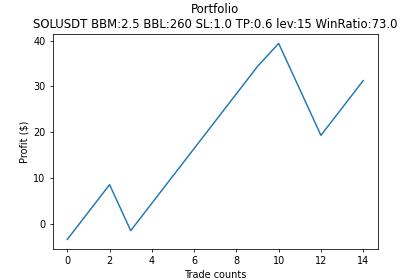 Portfolio
SOLUSDT BBM:2.5 BBL:260 SL:1.0 TP:0.6 lev:15 WinRatio:73.0
40
30
20
10
0
Profit ($)
0 2 4 6 8 10 12 14
Trade counts